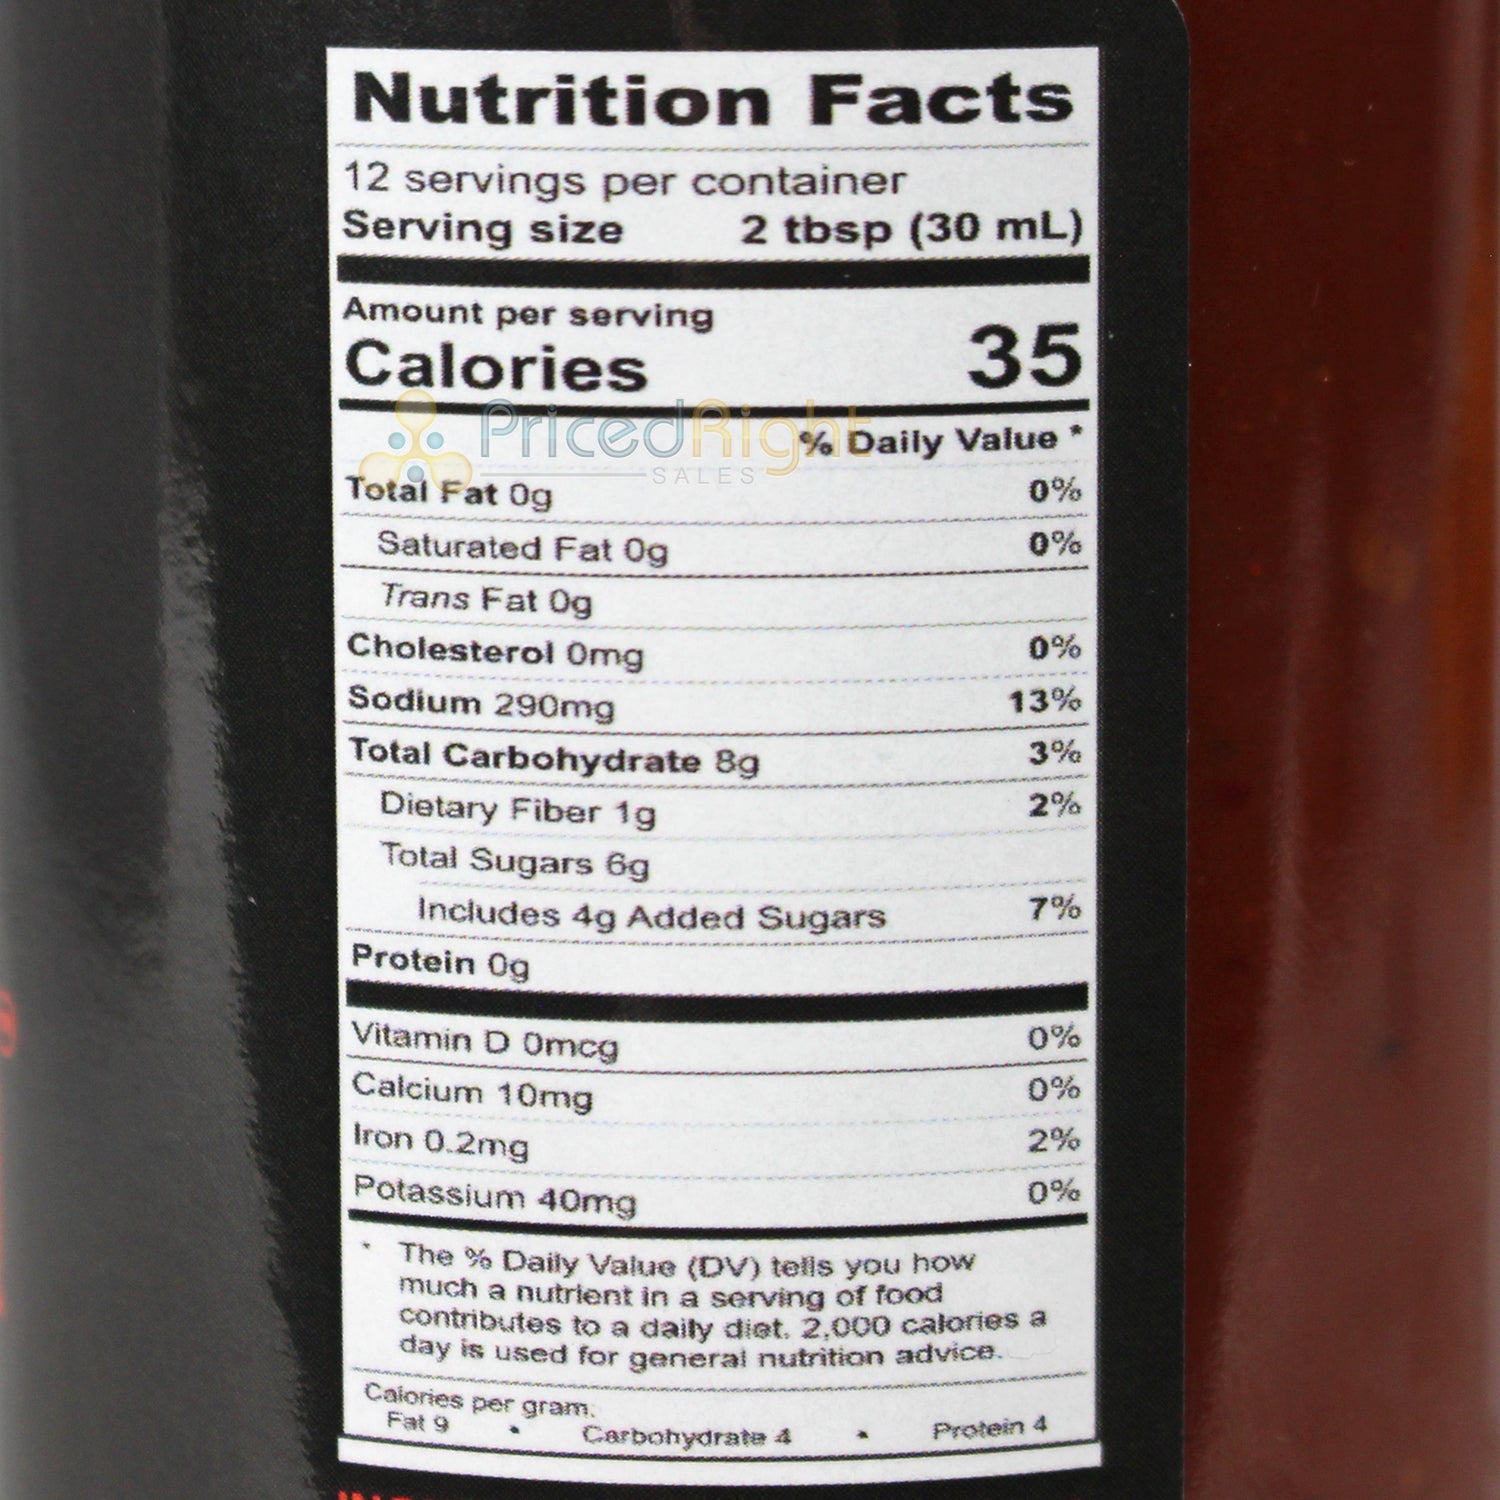 Nutrition Facts
12 servings per container
Serving size 2 tbsp (30 mL)
Amount per serving
Calories 35
PricedRight
SALES
% Daily Value *
Total Fat 0g 0%
Saturated Fat 0g 0%
Trans Fat 0g
Cholesterol 0mg 0%
Sodium 290mg 13%
Total Carbohydrate 8g 3%
Dietary Fiber 1g 2%
Total Sugars 6g
Includes 4g Added Sugars 7%
Protein 0g
Vitamin D 0mcg 0%
Calcium 10mg 0%
Iron 0.2mg 2%
Potassium 40mg 0%
* The % Daily Value (DV) tells you how
much a nutrient in a serving of food
contributes to a daily diet. 2,000 calories a
day is used for general nutrition advice.
Calories per gram:
Fat 9 • Carbohydrate 4 • Protein 4